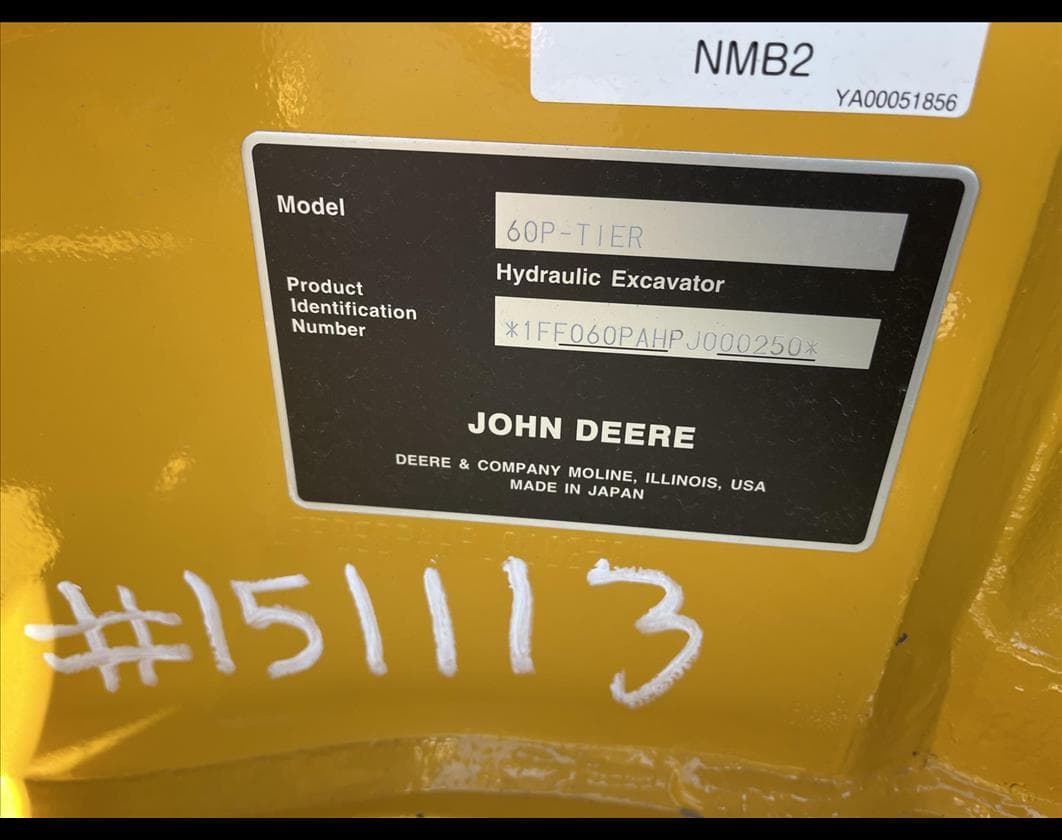 NMB2
YA00051856
Model
60P-TIER
Hydraulic Excavator
Product
Identification
Number
*1FF060PAHPJ000250*
JOHN DEERE
DEERE & COMPANY MOLINE, ILLINOIS, USA
MADE IN JAPAN
#151113